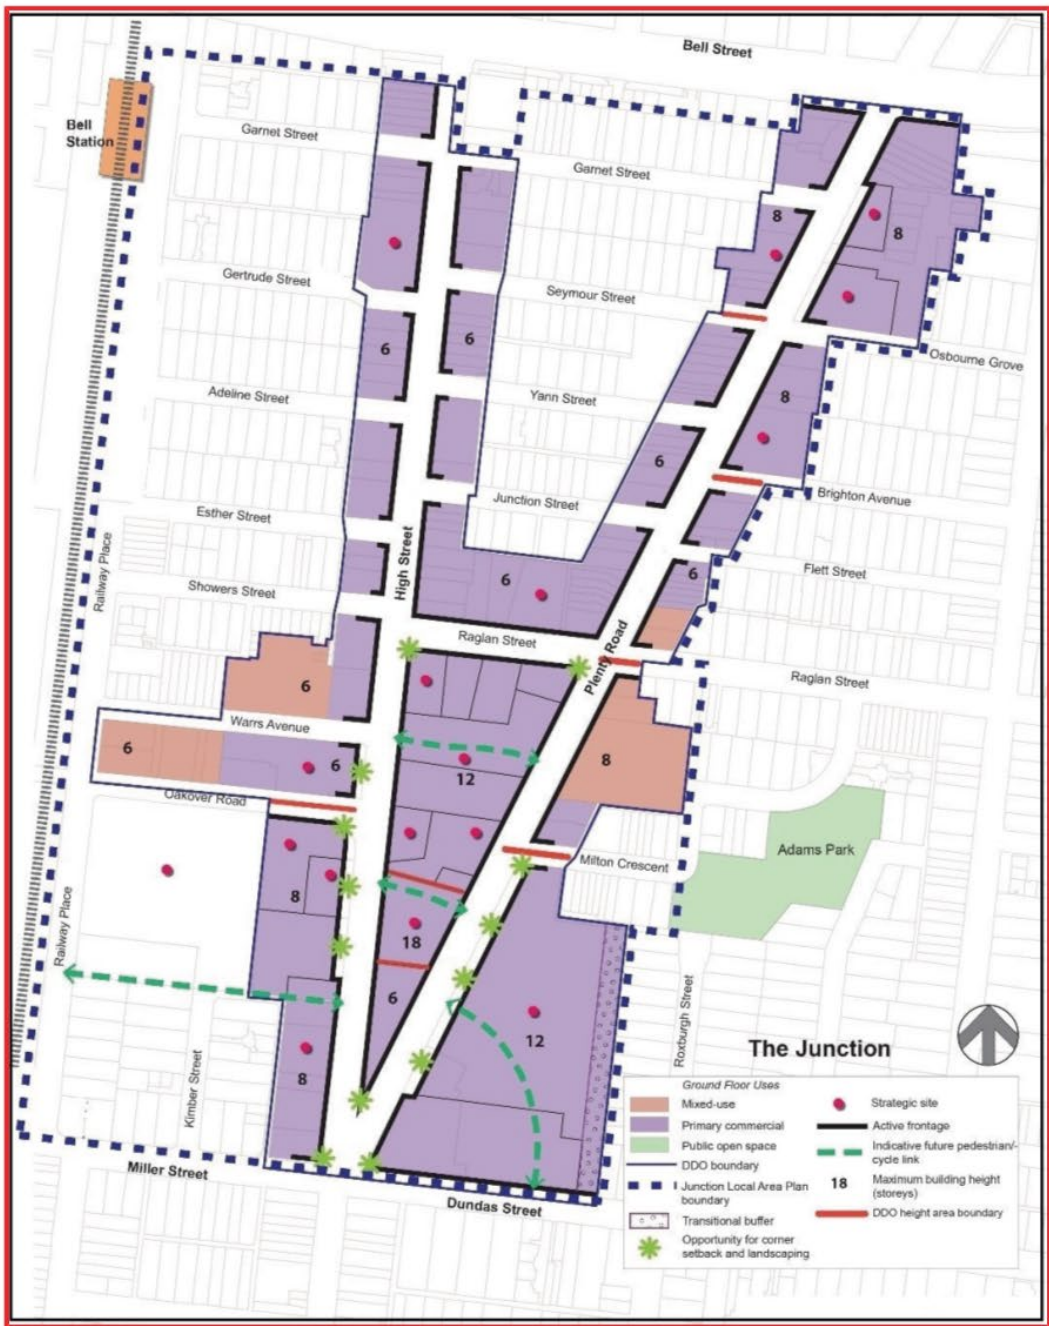 Bell Street
Bell
Station
Garnet Street
Garnet Street
8
8
Gertrude Street
Seymour Street
6
6
Osbourne Grove
Adeline Street
Yann Street
8
6
Junction Street
Brighton Avenue
Esther Street
High Street
Railway Place
Showers Street
6
6
Flett Street
Raglan Street
Plenty Road
Raglan Street
6
Warrs Avenue
6
6
8
12
Oakover Road
Adams Park
Milton Crescent
8
18
Railway Place
6
12
Roxburgh Street
Kimber Street
8
Miller Street
Dundas Street
The Junction
Ground Floor Uses
Mixed-use
Primary commercial
Public open space
DDO boundary
Junction Local Area Plan
boundary
Transitional buffer
Opportunity for corner
setback and landscaping
Strategic site
Active frontage
Indicative future pedestrian/-
cycle link
18
Maximum building height
(storeys)
DDO height area boundary